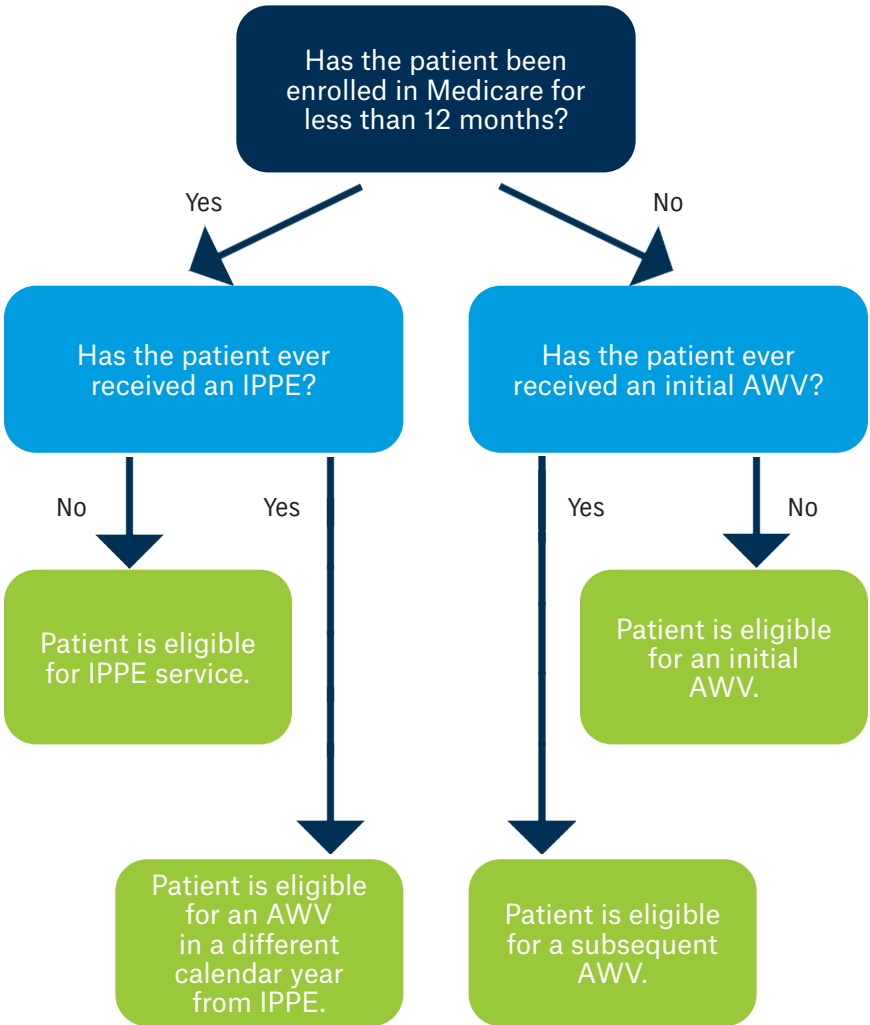 Has the patient been
enrolled in Medicare for
less than 12 months?
Yes
No
Has the patient ever
received an IPPE?
Has the patient ever
received an initial AWV?
No
Yes
Yes
No
Patient is eligible
for IPPE service.
Patient is eligible
for an initial
AWV.
Patient is eligible
for an AWV
in a different
calendar year
from IPPE.
Patient is eligible
for a subsequent
AWV.